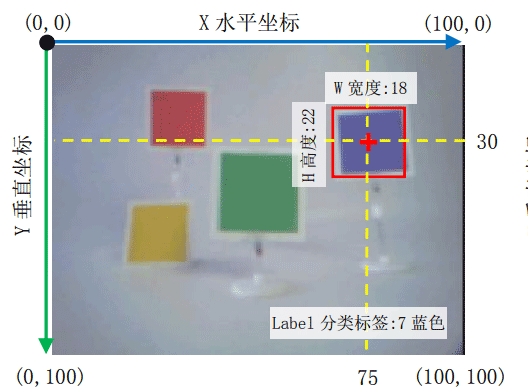 (0,0)
X 水平坐标
(100,0)
W 宽度:18
H 高度:22
30
Y 垂直坐标
Label 分类标签:7 蓝色
(0,100)
75
(100,100)